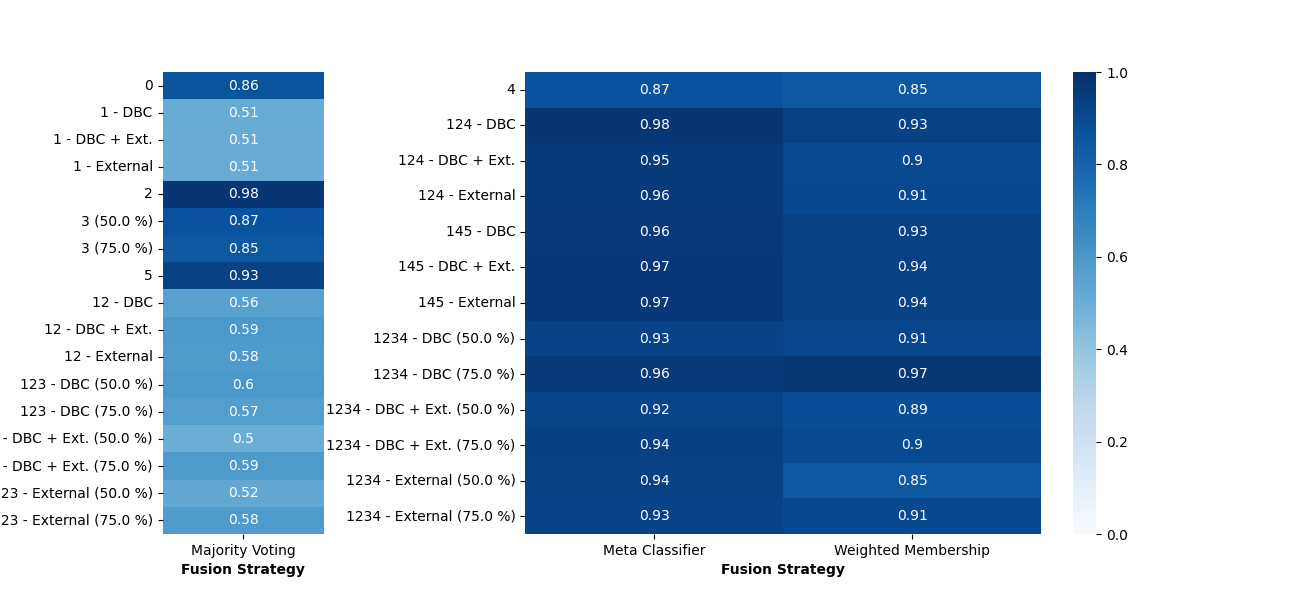 0 0.86
1 - DBC 0.51
1 - DBC + Ext. 0.51
1 - External 0.51
2 0.98
3 (50.0 %) 0.87
3 (75.0 %) 0.85
5 0.93
12 - DBC 0.56
12 - DBC + Ext. 0.59
12 - External 0.58
123 - DBC (50.0 %) 0.6
123 - DBC (75.0 %) 0.57
- DBC + Ext. (50.0 %) 0.5
- DBC + Ext. (75.0 %) 0.59
23 - External (50.0 %) 0.52
23 - External (75.0 %) 0.58
Majority Voting
Fusion Strategy
4 0.87 0.85
124 - DBC 0.98 0.93
124 - DBC + Ext. 0.95 0.9
124 - External 0.96 0.91
145 - DBC 0.96 0.93
145 - DBC + Ext. 0.97 0.94
145 - External 0.97 0.94
1234 - DBC (50.0 %) 0.93 0.91
1234 - DBC (75.0 %) 0.96 0.97
1234 - DBC + Ext. (50.0 %) 0.92 0.89
1234 - DBC + Ext. (75.0 %) 0.94 0.9
1234 - External (50.0 %) 0.94 0.85
1234 - External (75.0 %) 0.93 0.91
Meta Classifier Weighted Membership
Fusion Strategy
1.0
0.8
0.6
0.4
0.2
0.0